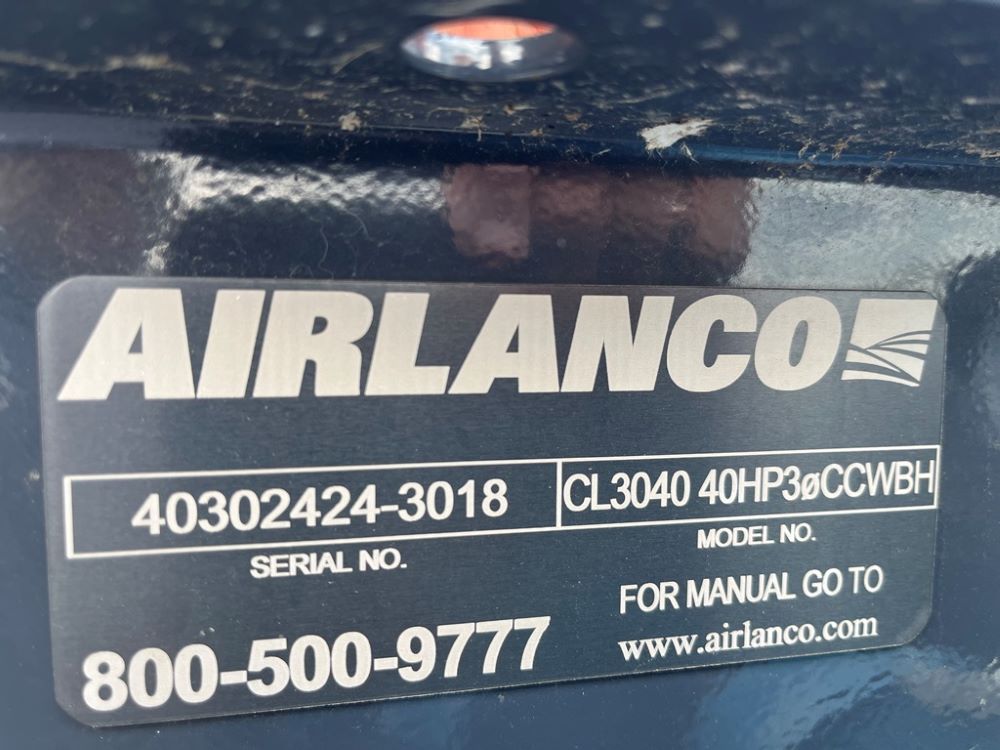 AIRLANCO
40302424-3018
SERIAL NO.
CL3040 40HP3øCCWBH
MODEL NO.
800-500-9777
FOR MANUAL GO TO
www.airlanco.com